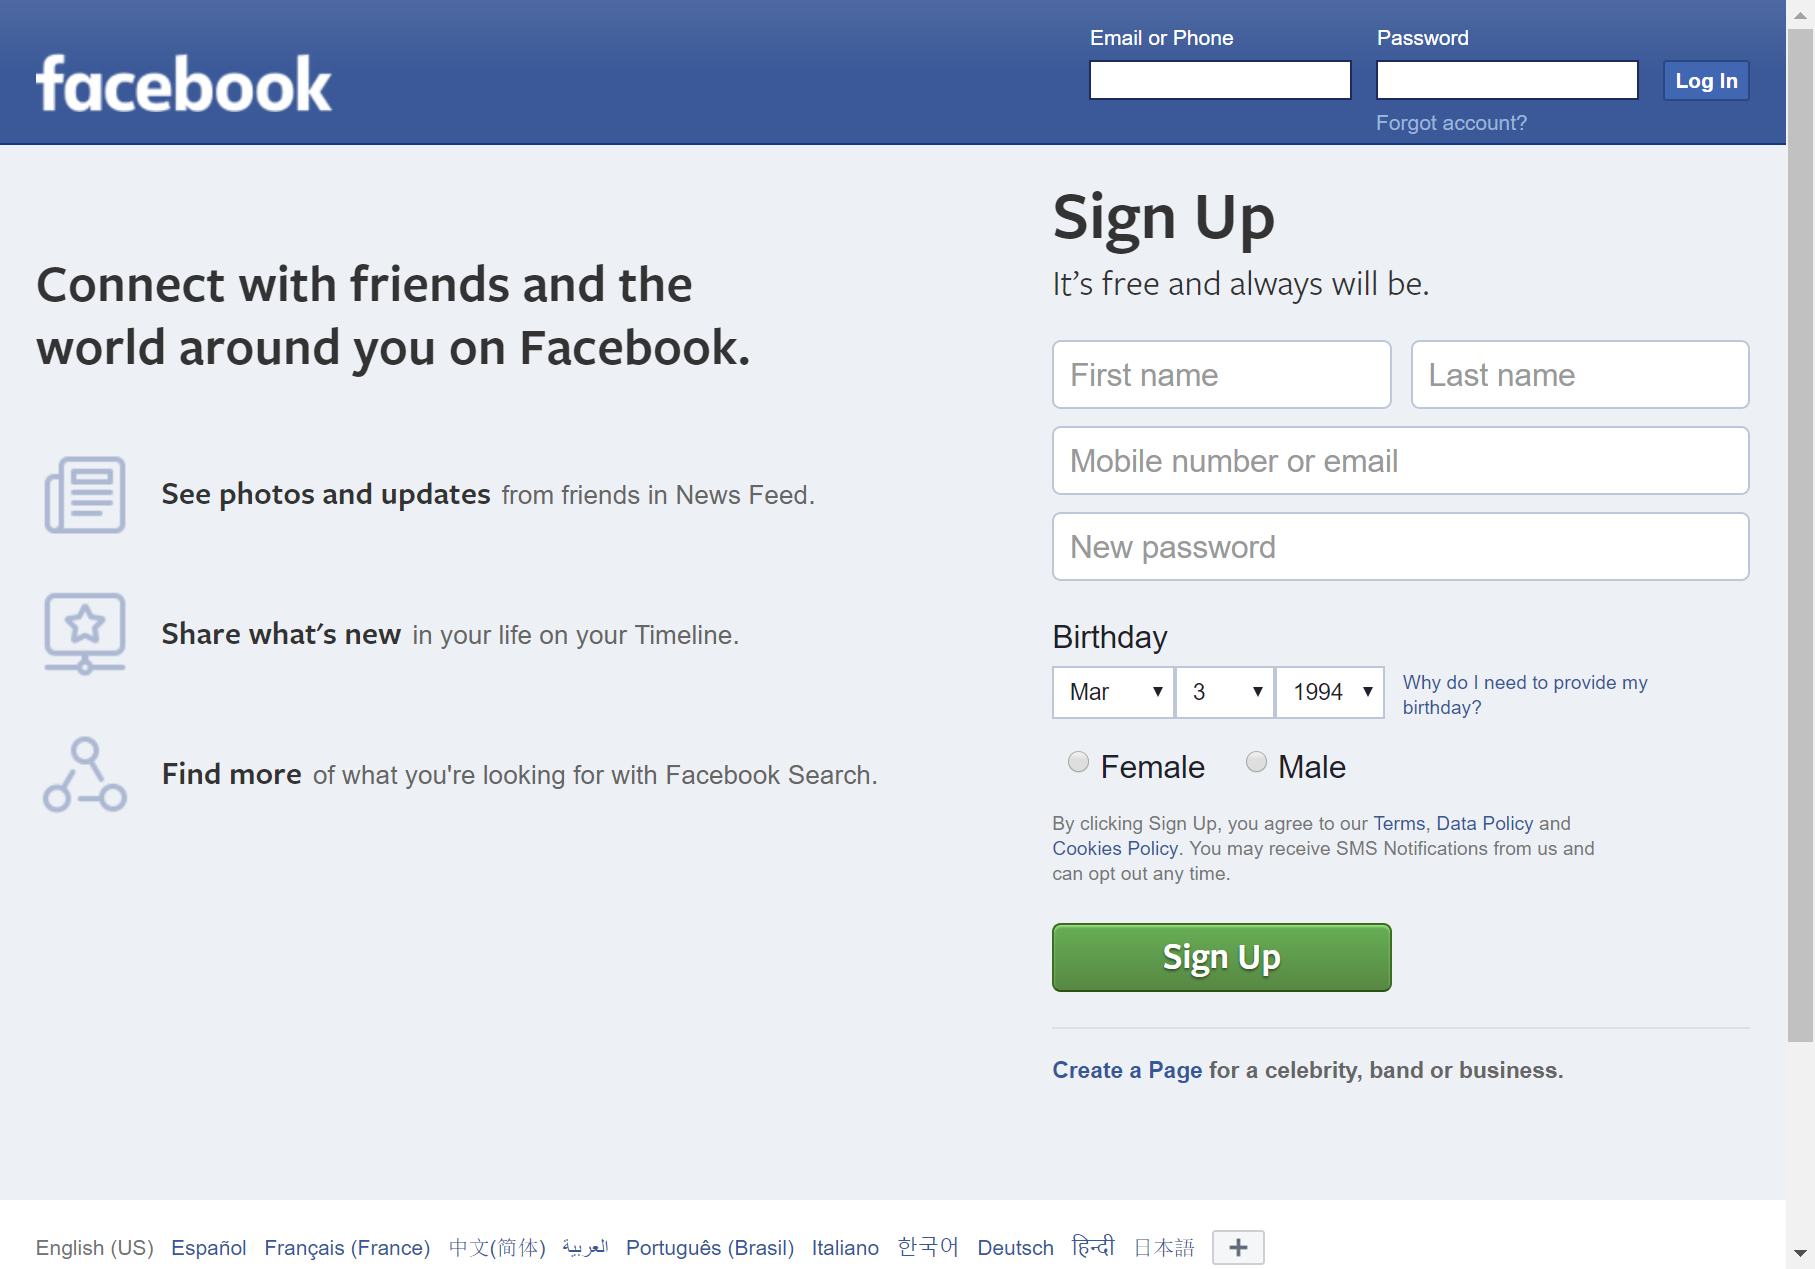 facebook
Email or Phone
Password
Log In
Forgot account?
Connect with friends and the
world around you on Facebook.
See photos and updates from friends in News Feed.
Share what's new in your life on your Timeline.
Find more of what you're looking for with Facebook Search.
Sign Up
It’s free and always will be.
First name
Last name
Mobile number or email
New password
Birthday
Mar
3
1994
Why do I need to provide my
birthday?
Female
Male
By clicking Sign Up, you agree to our Terms, Data Policy and
Cookies Policy. You may receive SMS Notifications from us and
can opt out any time.
Sign Up
Create a Page for a celebrity, band or business.
English (US) Español Français (France) 中文(简体) العربية Português (Brasil) Italiano 한국어 Deutsch हिन्दी 日本語 +